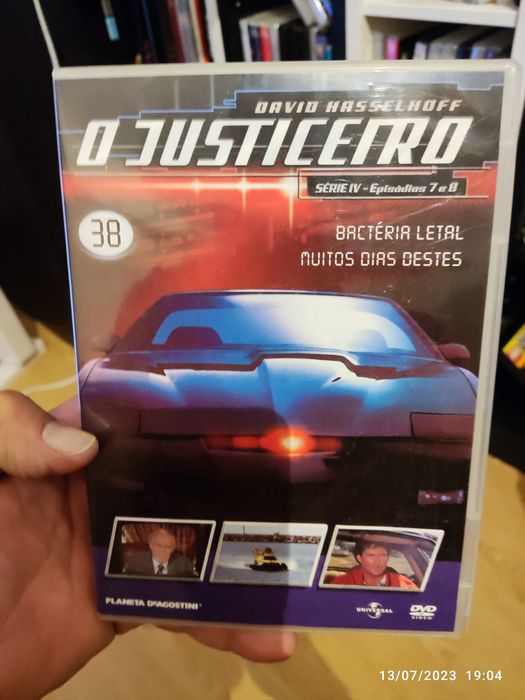 DAVID HASSELHOFF
O JUSTICEIRO
SÉRIE IV - Episódios 7 e 8
38
BACTÉRIA LETAL
MUITOS DIAS DESTES
PLANETA DEAGOSTINI
UNIVERSAL
DVD
VIDEO
13/07/2023 19:04